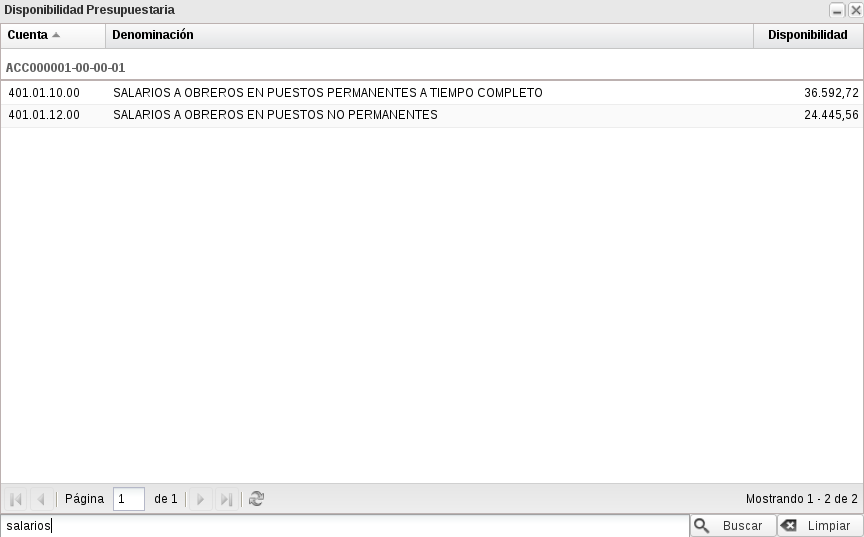 Disponibilidad Presupuestaria
Cuenta Denominación Disponibilidad
ACC000001-00-00-01
401.01.10.00 SALARIOS A OBREROS EN PUESTOS PERMANENTES A TIEMPO COMPLETO 36.592,72
401.01.12.00 SALARIOS A OBREROS EN PUESTOS NO PERMANENTES 24.445,56
Página 1 de 1 Mostrando 1 - 2 de 2
salarios Buscar Limpiar